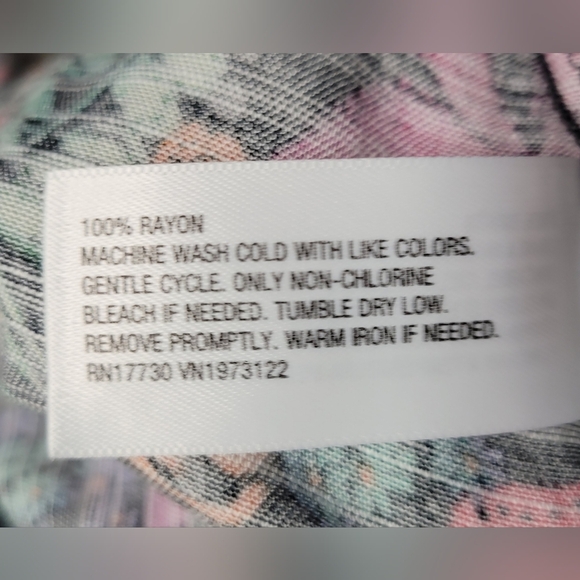 100% RAYON
MACHINE WASH COLD WITH LIKE COLORS.
GENTLE CYCLE. ONLY NON-CHLORINE
BLEACH IF NEEDED. TUMBLE DRY LOW.
REMOVE PROMPTLY. WARM IRON IF NEEDED.
RN17730 VN1973122